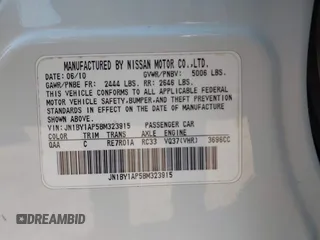 MANUFACTURED BY NISSAN MOTOR CO.,LTD.
DATE: 06/10 GVWR/PNBV: 5006 LBS.
GAWR/PNBE FR: 2444 LBS. RR: 2646 LBS.
THIS VEHICLE CONFORMS TO ALL APPLICABLE FEDERAL
MOTOR VEHICLE SAFETY,BUMPER,AND THEFT PREVENTION
STANDARDS IN EFFECT ON THE DATE OF MANUFACTURE
SHOWN ABOVE.
VIN: JN1BY1AP5BM323915 PASSENGER CAR
COLOR TRIM TRANS AXLE ENGINE
QAA C RE7R01A RC33 VQ37(VHR) 3696CC
JN1BY1AP5BM323915
DREAMBID